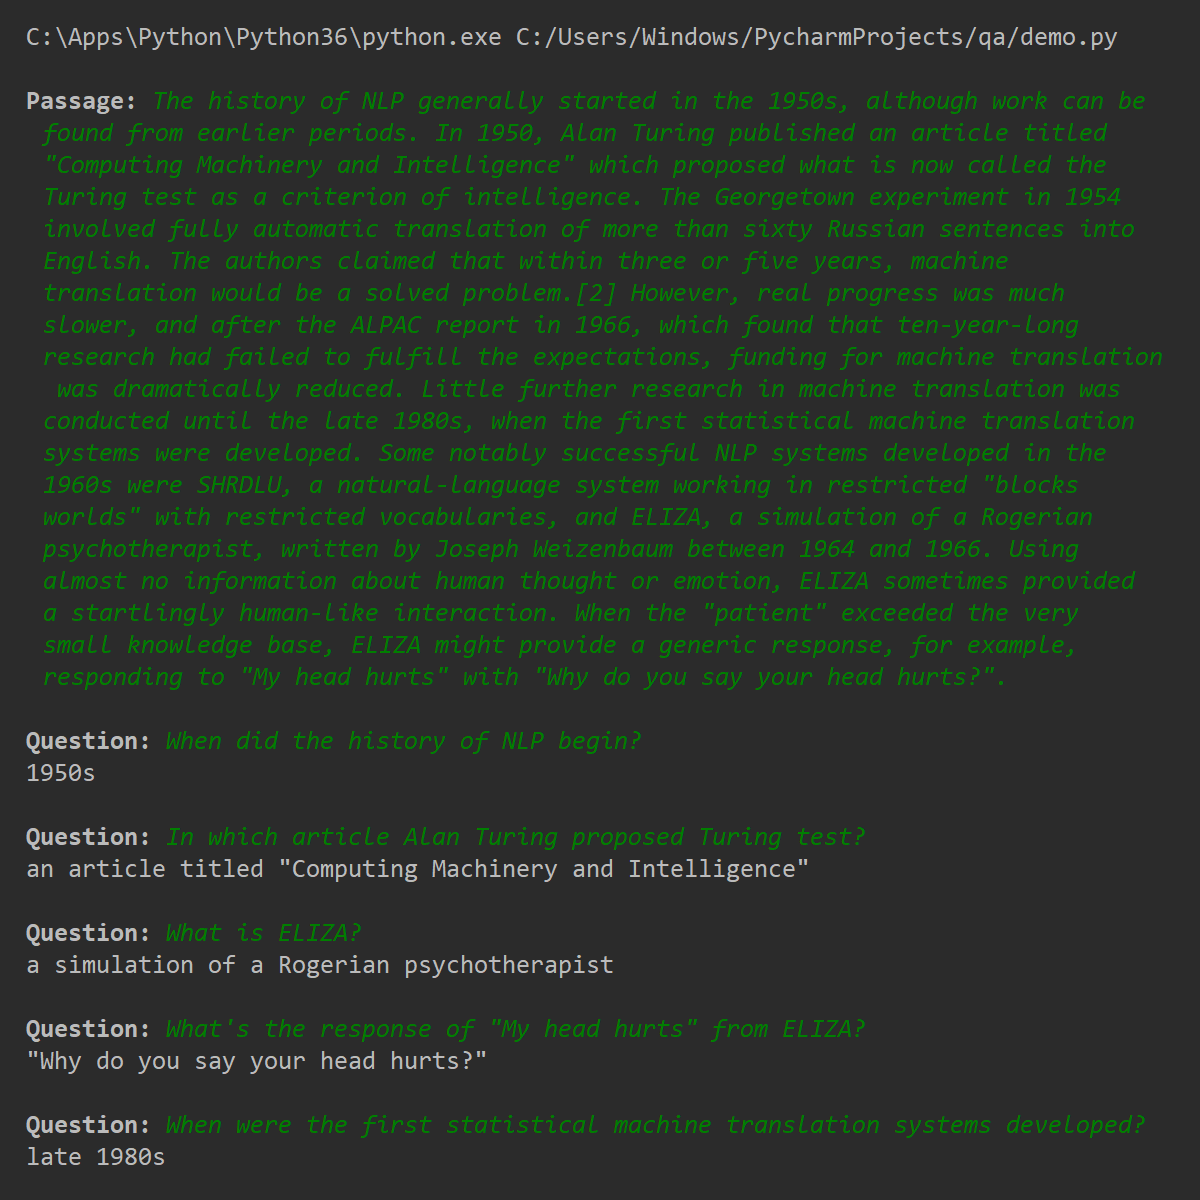 C:\Apps\Python\Python36\python.exe C:/Users/Windows/PycharmProjects/qa/demo.py
Passage: The history of NLP generally started in the 1950s, although work can be
found from earlier periods. In 1950, Alan Turing published an article titled
"Computing Machinery and Intelligence" which proposed what is now called the
Turing test as a criterion of intelligence. The Georgetown experiment in 1954
involved fully automatic translation of more than sixty Russian sentences into
English. The authors claimed that within three or five years, machine
translation would be a solved problem.[2] However, real progress was much
slower, and after the ALPAC report in 1966, which found that ten-year-long
research had failed to fulfill the expectations, funding for machine translation
was dramatically reduced. Little further research in machine translation was
conducted until the late 1980s, when the first statistical machine translation
systems were developed. Some notably successful NLP systems developed in the
1960s were SHRDLU, a natural-language system working in restricted "blocks
worlds" with restricted vocabularies, and ELIZA, a simulation of a Rogerian
psychotherapist, written by Joseph Weizenbaum between 1964 and 1966. Using
almost no information about human thought or emotion, ELIZA sometimes provided
a startlingly human-like interaction. When the "patient" exceeded the very
small knowledge base, ELIZA might provide a generic response, for example,
responding to "My head hurts" with "Why do you say your head hurts?".
Question: When did the history of NLP begin?
1950s
Question: In which article Alan Turing proposed Turing test?
an article titled "Computing Machinery and Intelligence"
Question: What is ELIZA?
a simulation of a Rogerian psychotherapist
Question: What's the response of "My head hurts" from ELIZA?
"Why do you say your head hurts?"
Question: When were the first statistical machine translation systems developed?
late 1980s